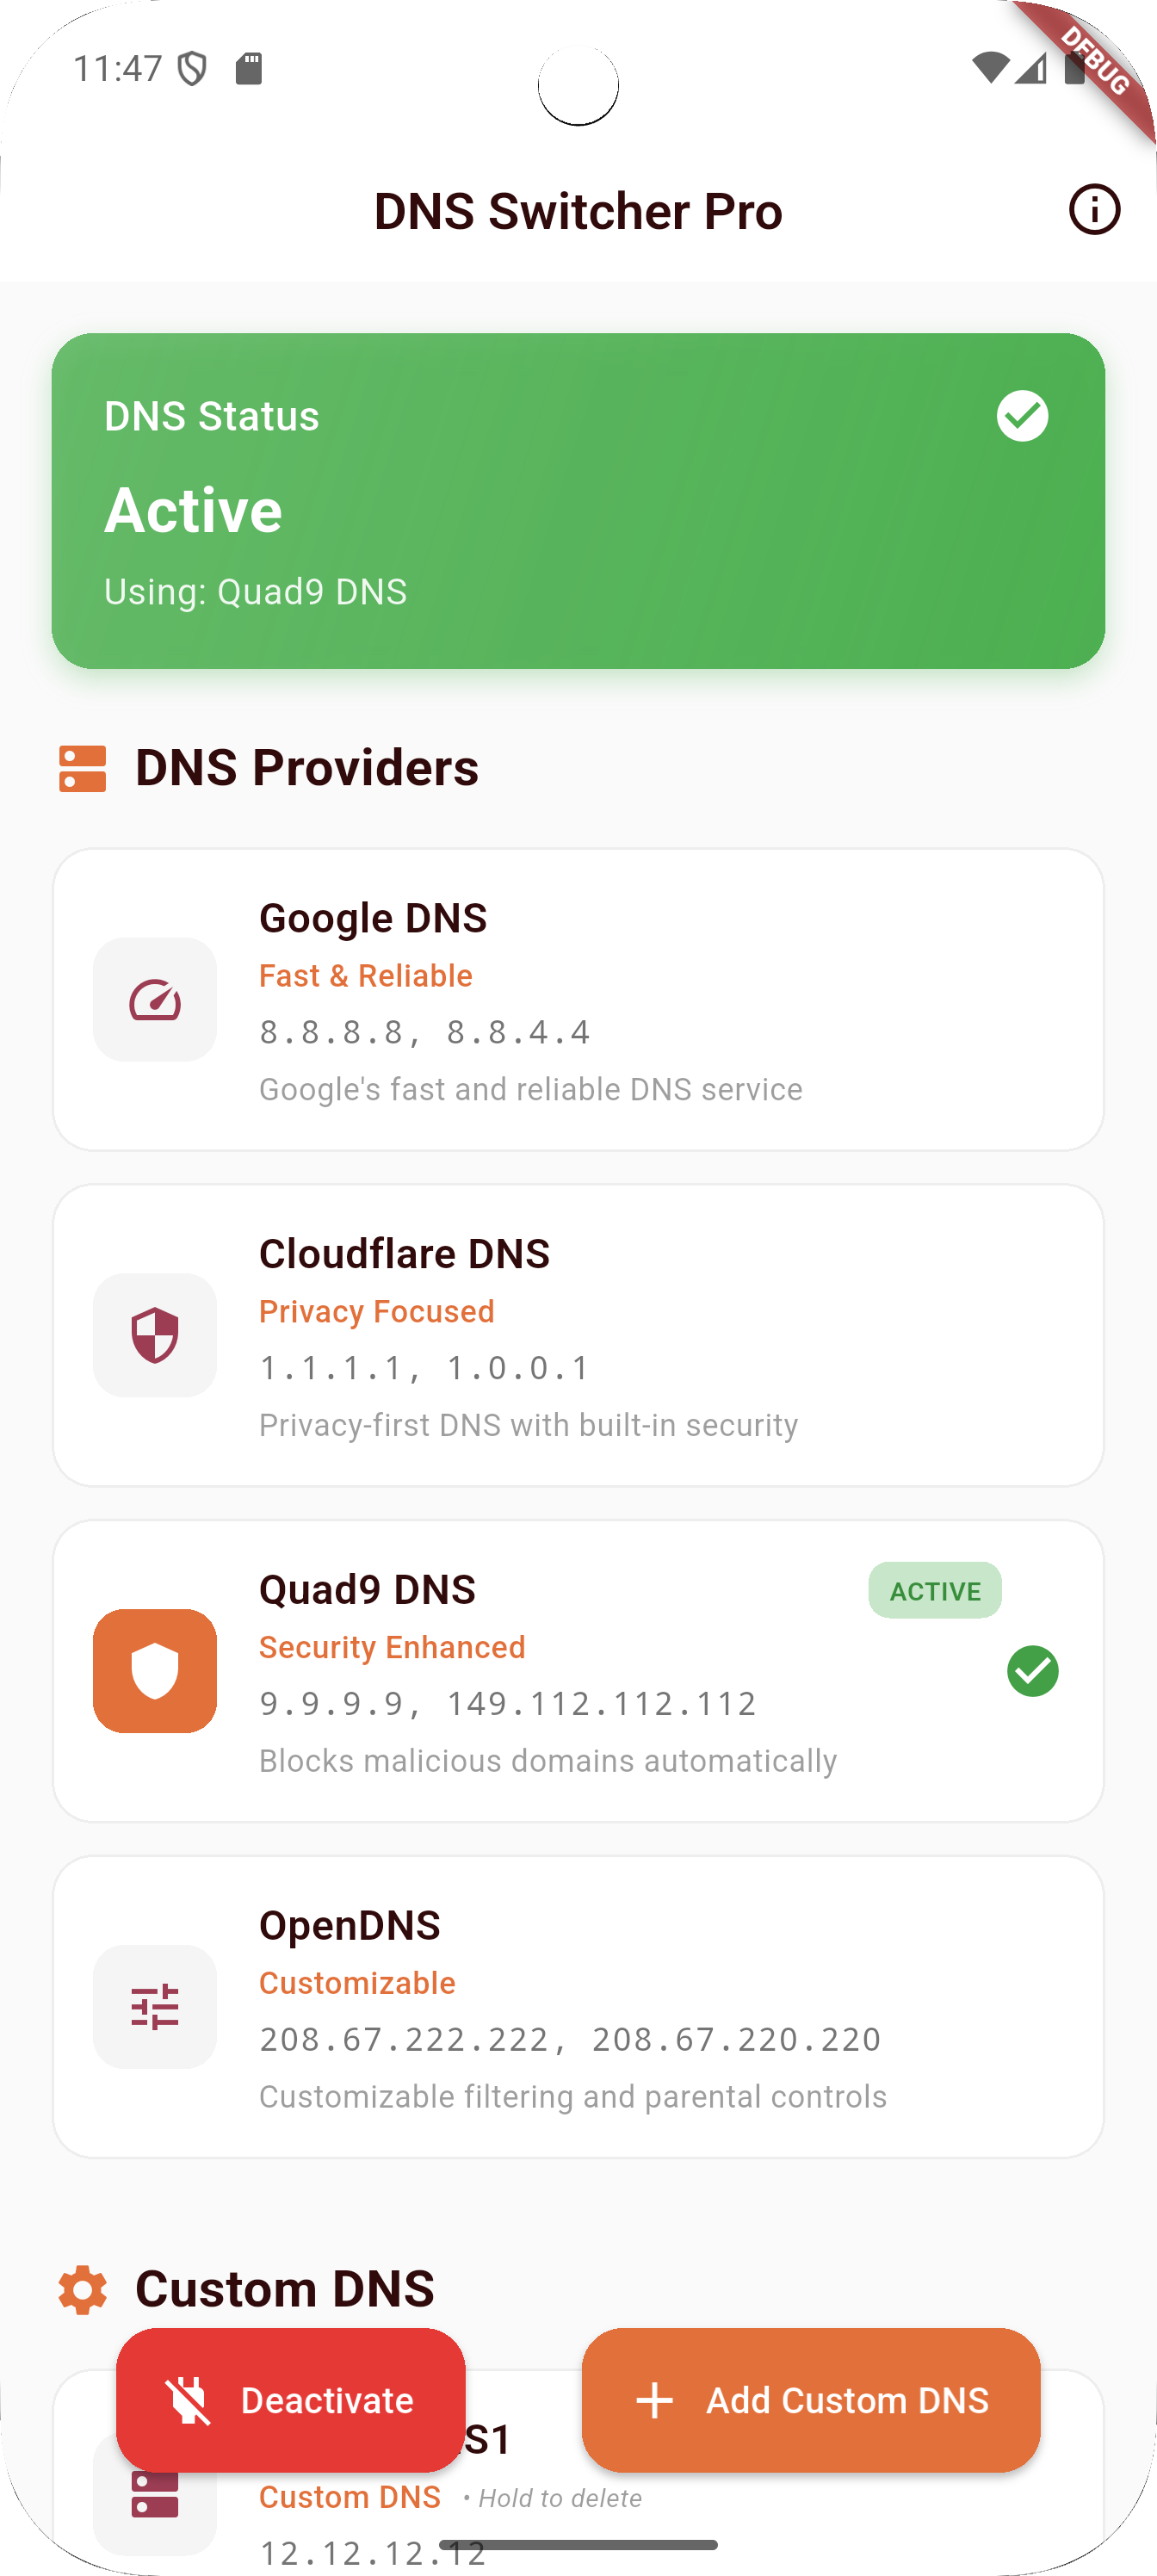 11:47
DEBUG
DNS Switcher Pro
DNS Status
Active
Using: Quad9 DNS
DNS Providers
Google DNS
Fast & Reliable
8.8.8.8, 8.8.4.4
Google's fast and reliable DNS service
Cloudflare DNS
Privacy Focused
1.1.1.1, 1.0.0.1
Privacy-first DNS with built-in security
Quad9 DNS
ACTIVE
Security Enhanced
9.9.9.9, 149.112.112.112
Blocks malicious domains automatically
OpenDNS
Customizable
208.67.222.222, 208.67.220.220
Customizable filtering and parental controls
Custom DNS
Deactivate
Add Custom DNS
S1
Custom DNS • Hold to delete
12.12.12.12